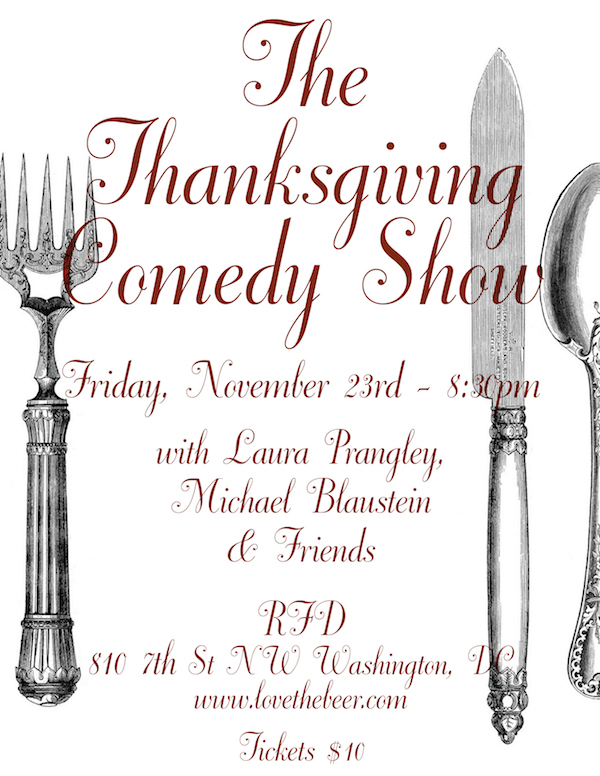 The
Thanksgiving
Comedy Show
Friday, November 23rd - 8:30pm
with Laura Prangley,
Michael Blaustein
& Friends
RFD
810 7th St NW Washington, DC
www.lovethebeer.com
Tickets $10